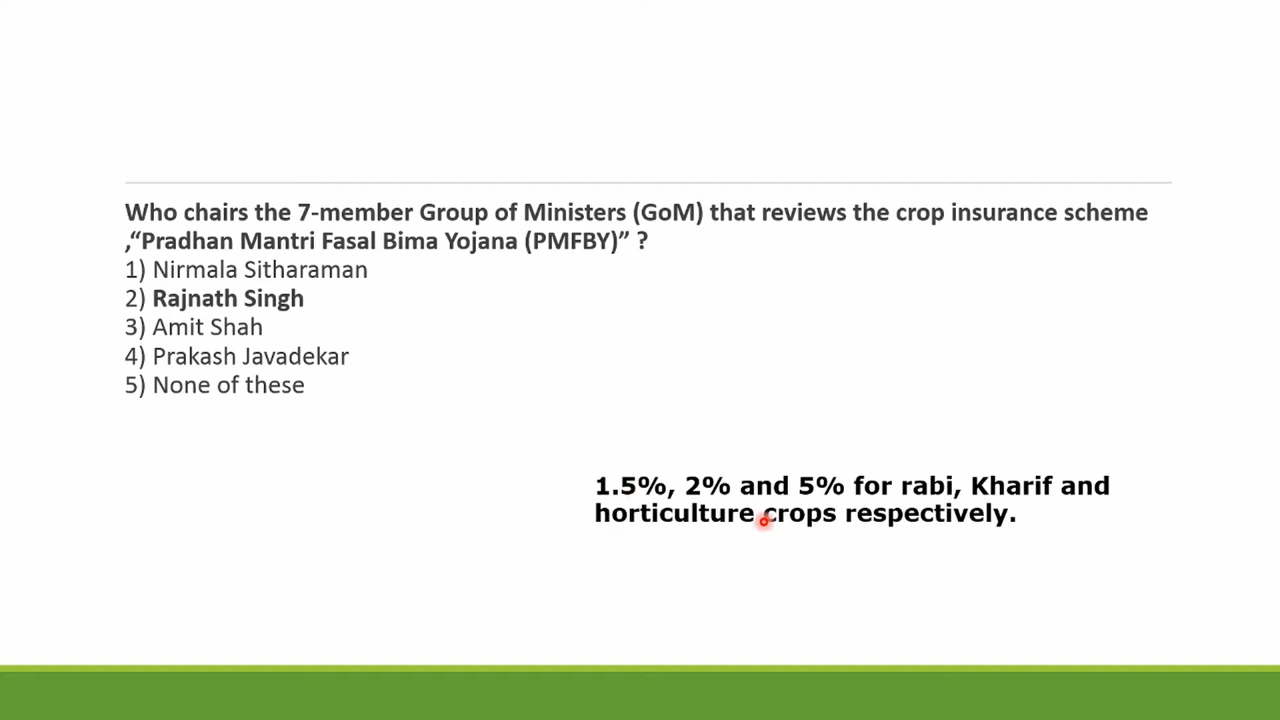 Who chairs the 7-member Group of Ministers (GoM) that reviews the crop insurance scheme
,“Pradhan Mantri Fasal Bima Yojana (PMFBY)” ?
1) Nirmala Sitharaman
2) Rajnath Singh
3) Amit Shah
4) Prakash Javadekar
5) None of these
1.5%, 2% and 5% for rabi, Kharif and
horticulture crops respectively.